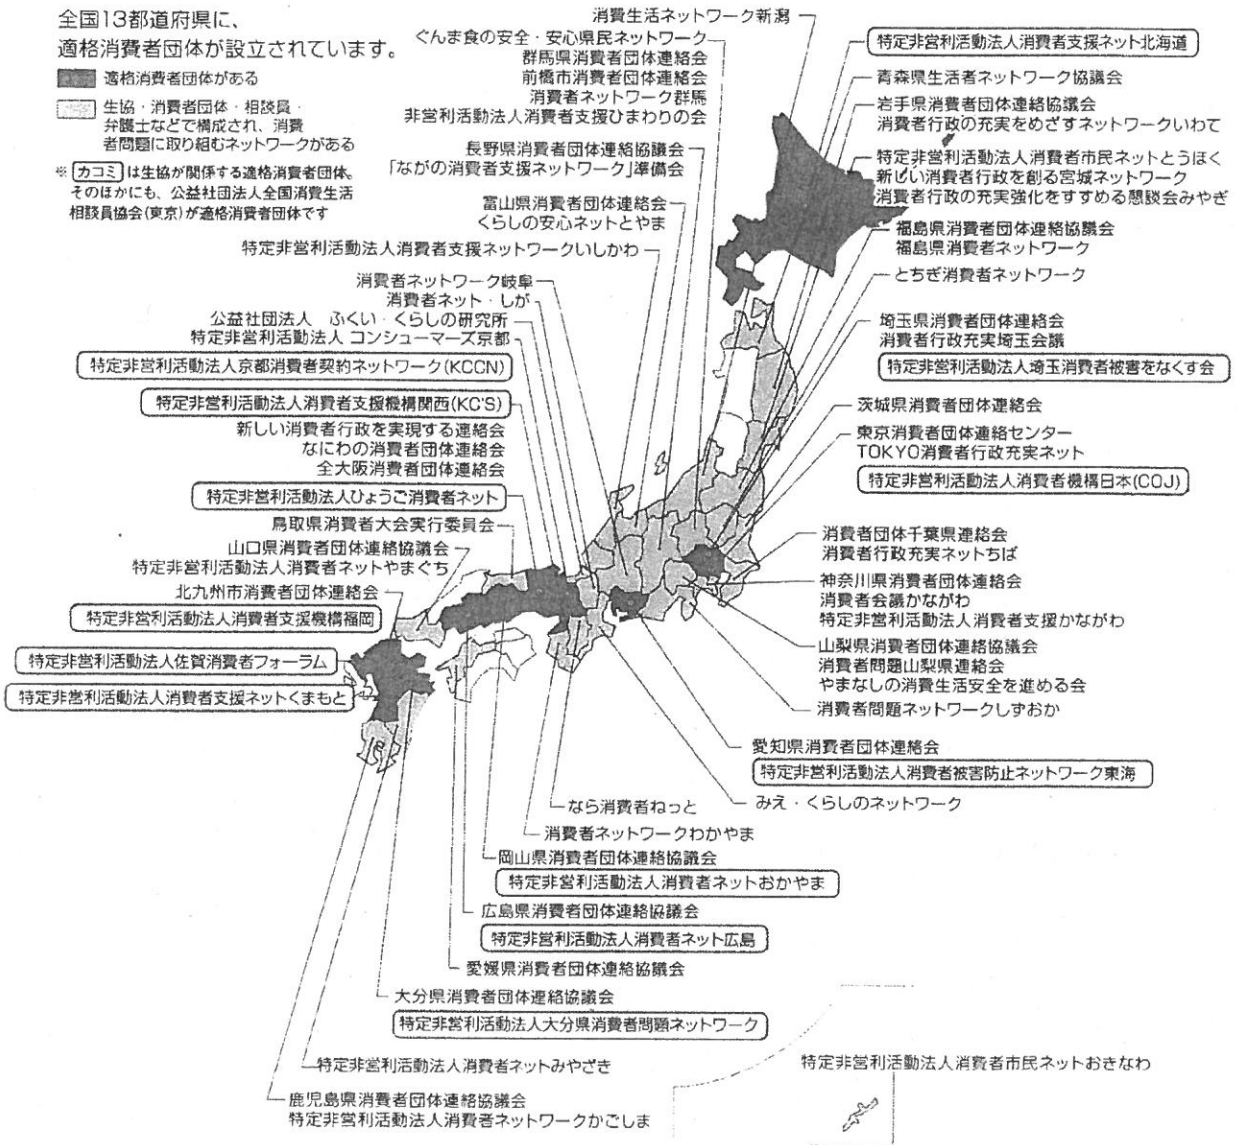 全国13都道府県に、
適格消費者団体が設立されています。
適格消費者団体がある
生協・消費者団体・相談員・
弁護士などで構成され、消費
者問題に取り組むネットワークがある
※カコミは生協が関係する適格消費者団体。
そのほかにも、公益社団法人全国消費生活
相談員協会(東京)が適格消費者団体です
消費生活ネットワーク新潟
ぐんま食の安全・安心県民ネットワーク
群馬県消費者団体連絡会
前橋市消費者団体連絡会
消費者ネットワーク群馬
非営利活動法人消費者支援ひまわりの会
長野県消費者団体連絡協議会
「ながの消費者支援ネットワーク」準備会
富山県消費者団体連絡会
くらしの安心ネットとやま
特定非営利活動法人消費者支援ネットワークいしかわ
消費者ネットワーク岐阜
消費者ネット・しが
公益社団法人 ふくい・くらしの研究所
特定非営利活動法人 コンシューマーズ京都
特定非営利活動法人京都消費者契約ネットワーク(KCCN)
特定非営利活動法人消費者支援機構関西(KC'S)
新しい消費者行政を実現する連絡会
なにわの消費者団体連絡会
全大阪消費者団体連絡会
特定非営利活動法人ひょうご消費者ネット
鳥取県消費者大会実行委員会
山口県消費者団体連絡協議会
特定非営利活動法人消費者ネットやまぐち
北九州市消費者団体連絡会
特定非営利活動法人消費者支援機構福岡
特定非営利活動法人佐賀消費者フォーラム
特定非営利活動法人消費者支援ネットくまもと
特定非営利活動法人消費者支援ネット北海道
青森県生活者ネットワーク協議会
岩手県消費者団体連絡協議会
消費者行政の充実をめざすネットワークいわて
特定非営利活動法人消費者市民ネットとうほく
新しい消費者行政を創る宮城ネットワーク
消費者行政の充実強化をすすめる懇談会みやぎ
福島県消費者団体連絡協議会
福島県消費者ネットワーク
とちぎ消費者ネットワーク
埼玉県消費者団体連絡会
消費者行政充実埼玉会議
特定非営利活動法人埼玉消費者被害をなくす会
茨城県消費者団体連絡会
東京消費者団体連絡センター
TOKYO消費者行政充実ネット
特定非営利活動法人消費者機構日本(COJ)
消費者団体千葉県連絡会
消費者行政充実ネットちば
神奈川県消費者団体連絡会
消費者会議かながわ
特定非営利活動法人消費者支援かながわ
山梨県消費者団体連絡協議会
消費者問題山梨県連絡会
やまなしの消費生活安全を進める会
消費者問題ネットワークしずおか
愛知県消費者団体連絡会
特定非営利活動法人消費者被害防止ネットワーク東海
みえ・くらしのネットワーク
なら消費者ねっと
消費者ネットワークわかやま
岡山県消費者団体連絡協議会
特定非営利活動法人消費者ネットおかやま
広島県消費者団体連絡協議会
特定非営利活動法人消費者ネット広島
愛媛県消費者団体連絡協議会
大分県消費者団体連絡協議会
特定非営利活動法人大分県消費者問題ネットワーク
特定非営利活動法人消費者ネットみやざき
鹿児島県消費者団体連絡協議会
特定非営利活動法人消費者ネットワークかごしま
特定非営利活動法人消費者市民ネットおきなわ